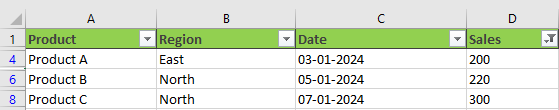 A B C D
1 Product Region Date Sales
4 Product A East 03-01-2024 200
6 Product B North 05-01-2024 220
8 Product C North 07-01-2024 300